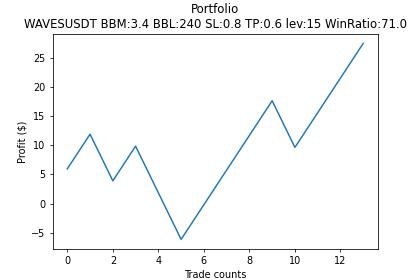 Portfolio
WAVESUSDT BBM:3.4 BBL:240 SL:0.8 TP:0.6 lev:15 WinRatio:71.0
25
20
15
10
5
0
−5
Profit ($)
0 2 4 6 8 10 12
Trade counts